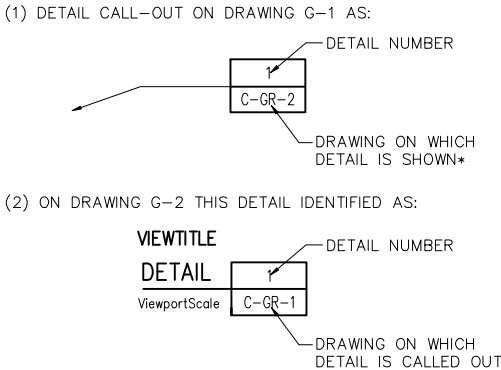 (1) DETAIL CALL-OUT ON DRAWING G-1 AS:
DETAIL NUMBER
1
C-GR-2
DRAWING ON WHICH
DETAIL IS SHOWN*
(2) ON DRAWING G-2 THIS DETAIL IDENTIFIED AS:
VIEWTITLE
DETAIL NUMBER
DETAIL
1
ViewportScale
C-GR-1
DRAWING ON WHICH
DETAIL IS CALLED OUT